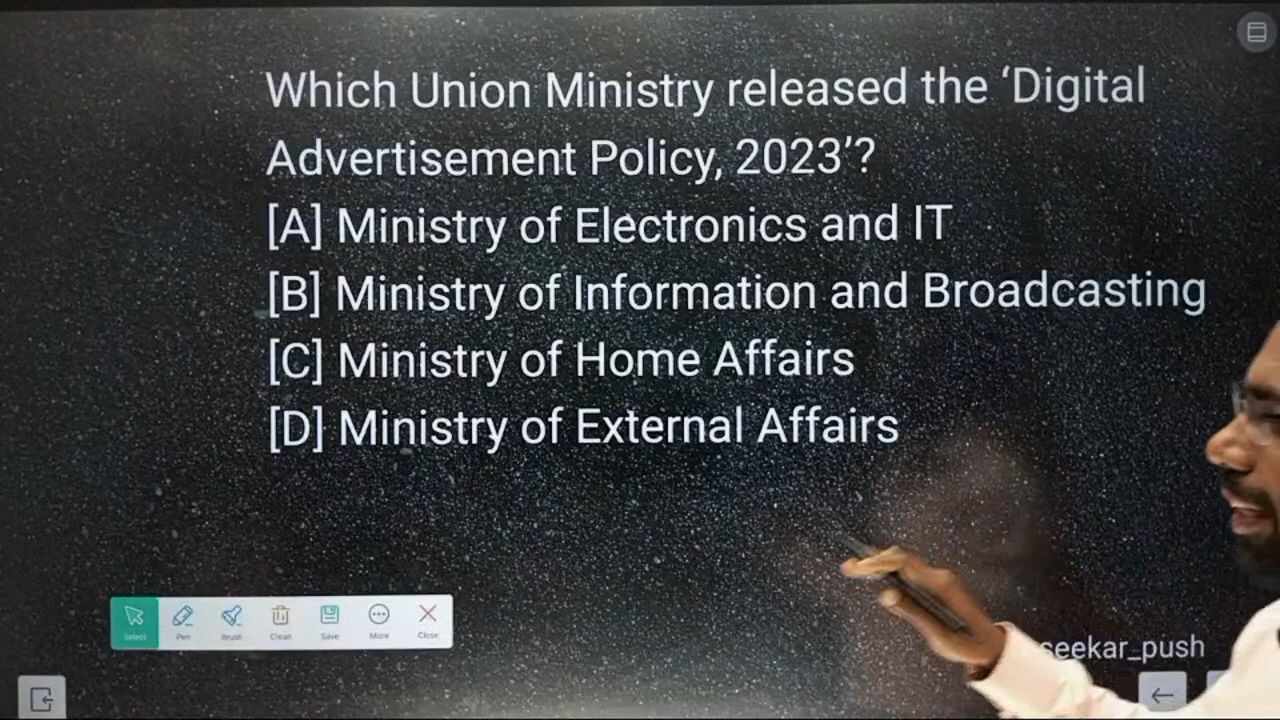 Which Union Ministry released the ‘Digital
Advertisement Policy, 2023’?
[A] Ministry of Electronics and IT
[B] Ministry of Information and Broadcasting
[C] Ministry of Home Affairs
[D] Ministry of External Affairs
Select Pen Brush Clean Save More Close
seekar_push